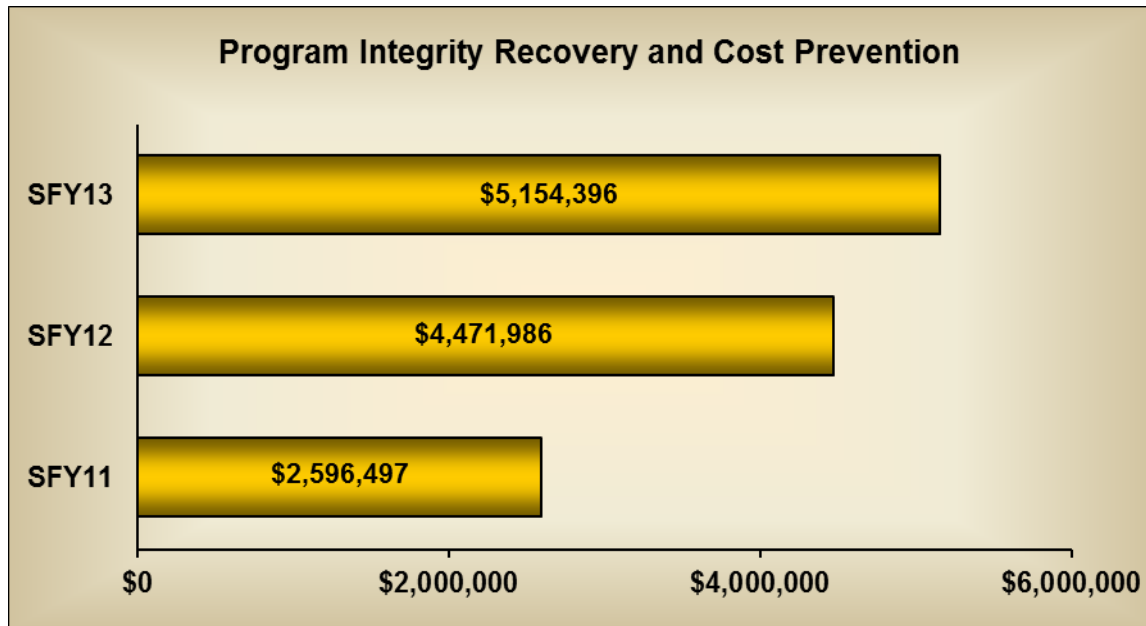 Program Integrity Recovery and Cost Prevention
SFY13
$5,154,396
SFY12
$4,471,986
SFY11
$2,596,497
$0
$2,000,000
$4,000,000
$6,000,000